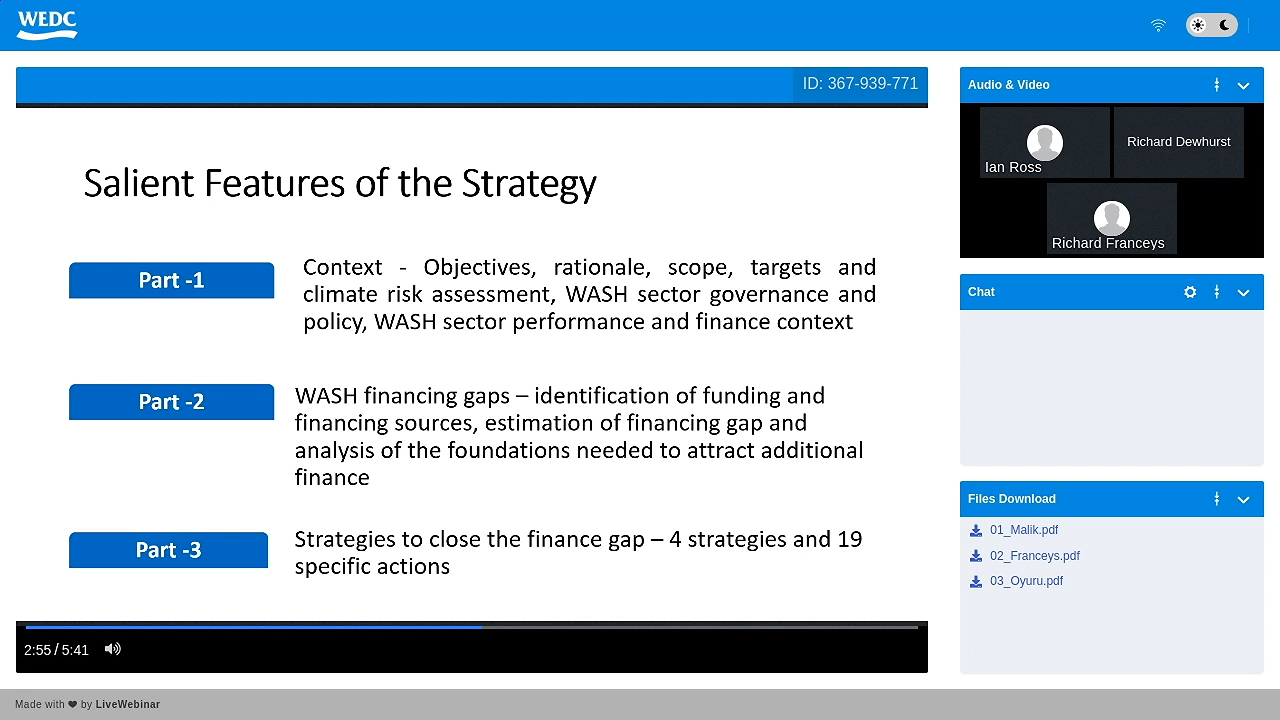 WEDC
ID: 367-939-771
Salient Features of the Strategy
Part -1
Context - Objectives, rationale, scope, targets and
climate risk assessment, WASH sector governance and
policy, WASH sector performance and finance context
Part -2
WASH financing gaps – identification of funding and
financing sources, estimation of financing gap and
analysis of the foundations needed to attract additional
finance
Part -3
Strategies to close the finance gap – 4 strategies and 19
specific actions
2:55 / 5:41
Audio & Video
Ian Ross
Richard Dewhurst
Richard Franceys
Chat
Files Download
01_Malik.pdf
02_Franceys.pdf
03_Oyuru.pdf
Made with ❤ by LiveWebinar